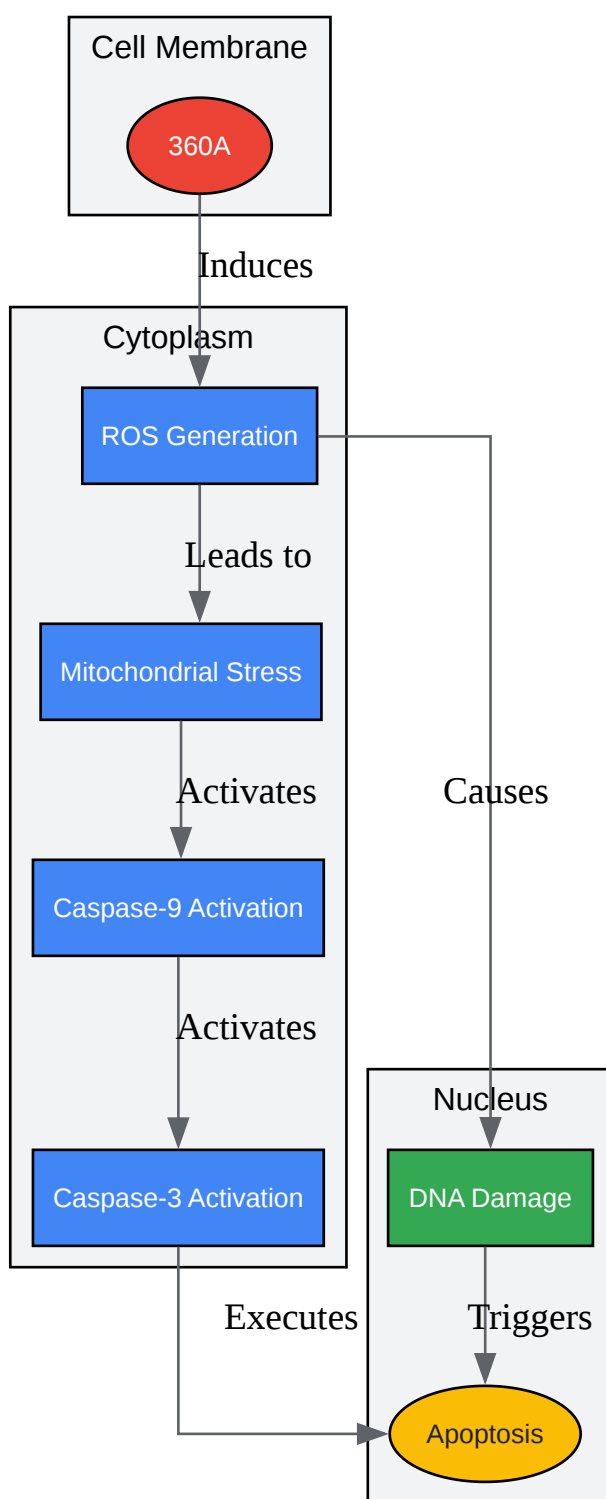 Cell Membrane
360A
Induces
Cytoplasm
ROS Generation
Leads to
Mitochondrial Stress
Activates
Causes
Caspase-9 Activation
Activates
Nucleus
Caspase-3 Activation
DNA Damage
Executes
Triggers
Apoptosis